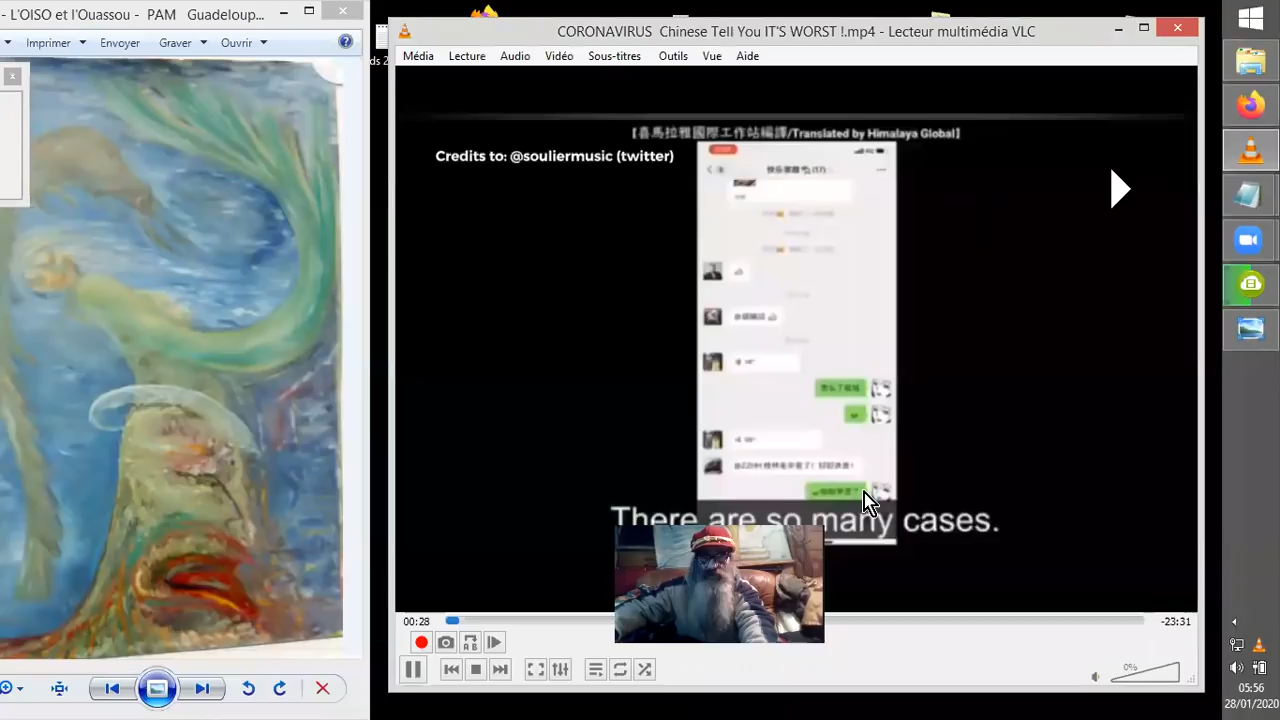 L'OISO et l'Ouassou - PAM Guadeloup...
Imprimer Envoyer Graver Ouvrir
CORONAVIRUS Chinese Tell You IT'S WORST !.mp4 - Lecteur multimédia VLC
Média Lecture Audio Vidéo Sous-titres Outils Vue Aide
ds 2
[喜馬拉雅國際工作站編譯/Translated by Himalaya Global]
Credits to: @souliermusic (twitter)
There are so many cases.
00:28
-23:31
0%
05:56
28/01/2020